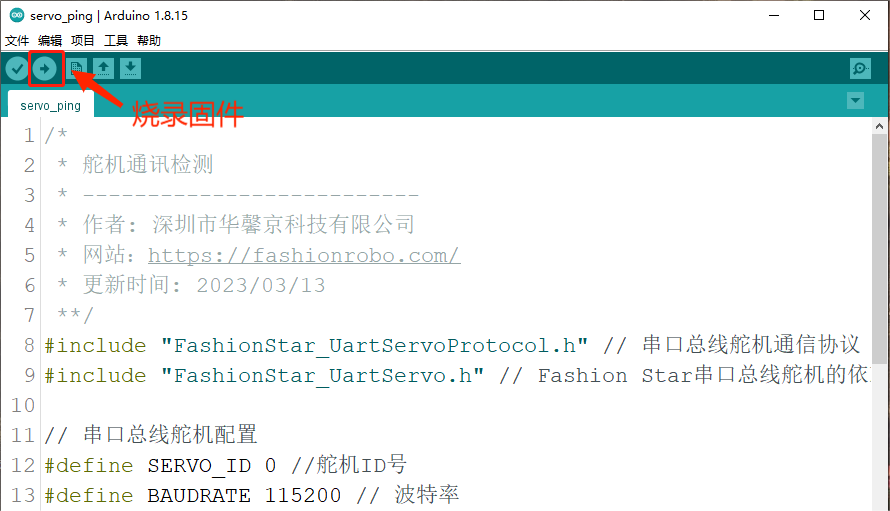 servo_ping | Arduino 1.8.15
文件 编辑 项目 工具 帮助
servo_ping
烧录固件
1 /*
2 * 舵机通讯检测
3 * --------------------------
4 * 作者: 深圳市华馨京科技有限公司
5 * 网站：https://fashionrobo.com/
6 * 更新时间: 2023/03/13
7 **/
8 #include "FashionStar_UartServoProtocol.h" // 串口总线舵机通信协议
9 #include "FashionStar_UartServo.h" // Fashion Star串口总线舵机的依
10
11 // 串口总线舵机配置
12 #define SERVO_ID 0 //舵机ID号
13 #define BAUDRATE 115200 // 波特率